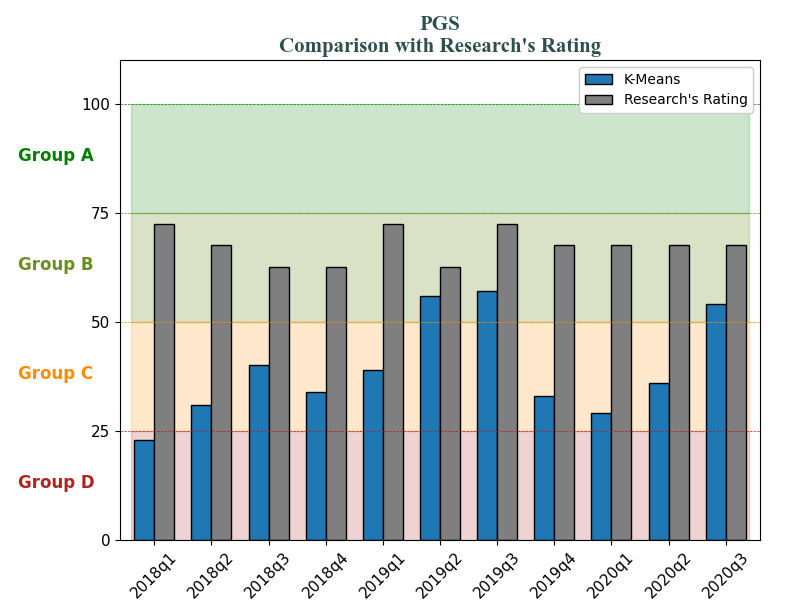 PGS
Comparison with Research's Rating
K-Means
Research's Rating
100
Group A
75
Group B
50
Group C
25
Group D
0
2018q1
2018q2
2018q3
2018q4
2019q1
2019q2
2019q3
2019q4
2020q1
2020q2
2020q3